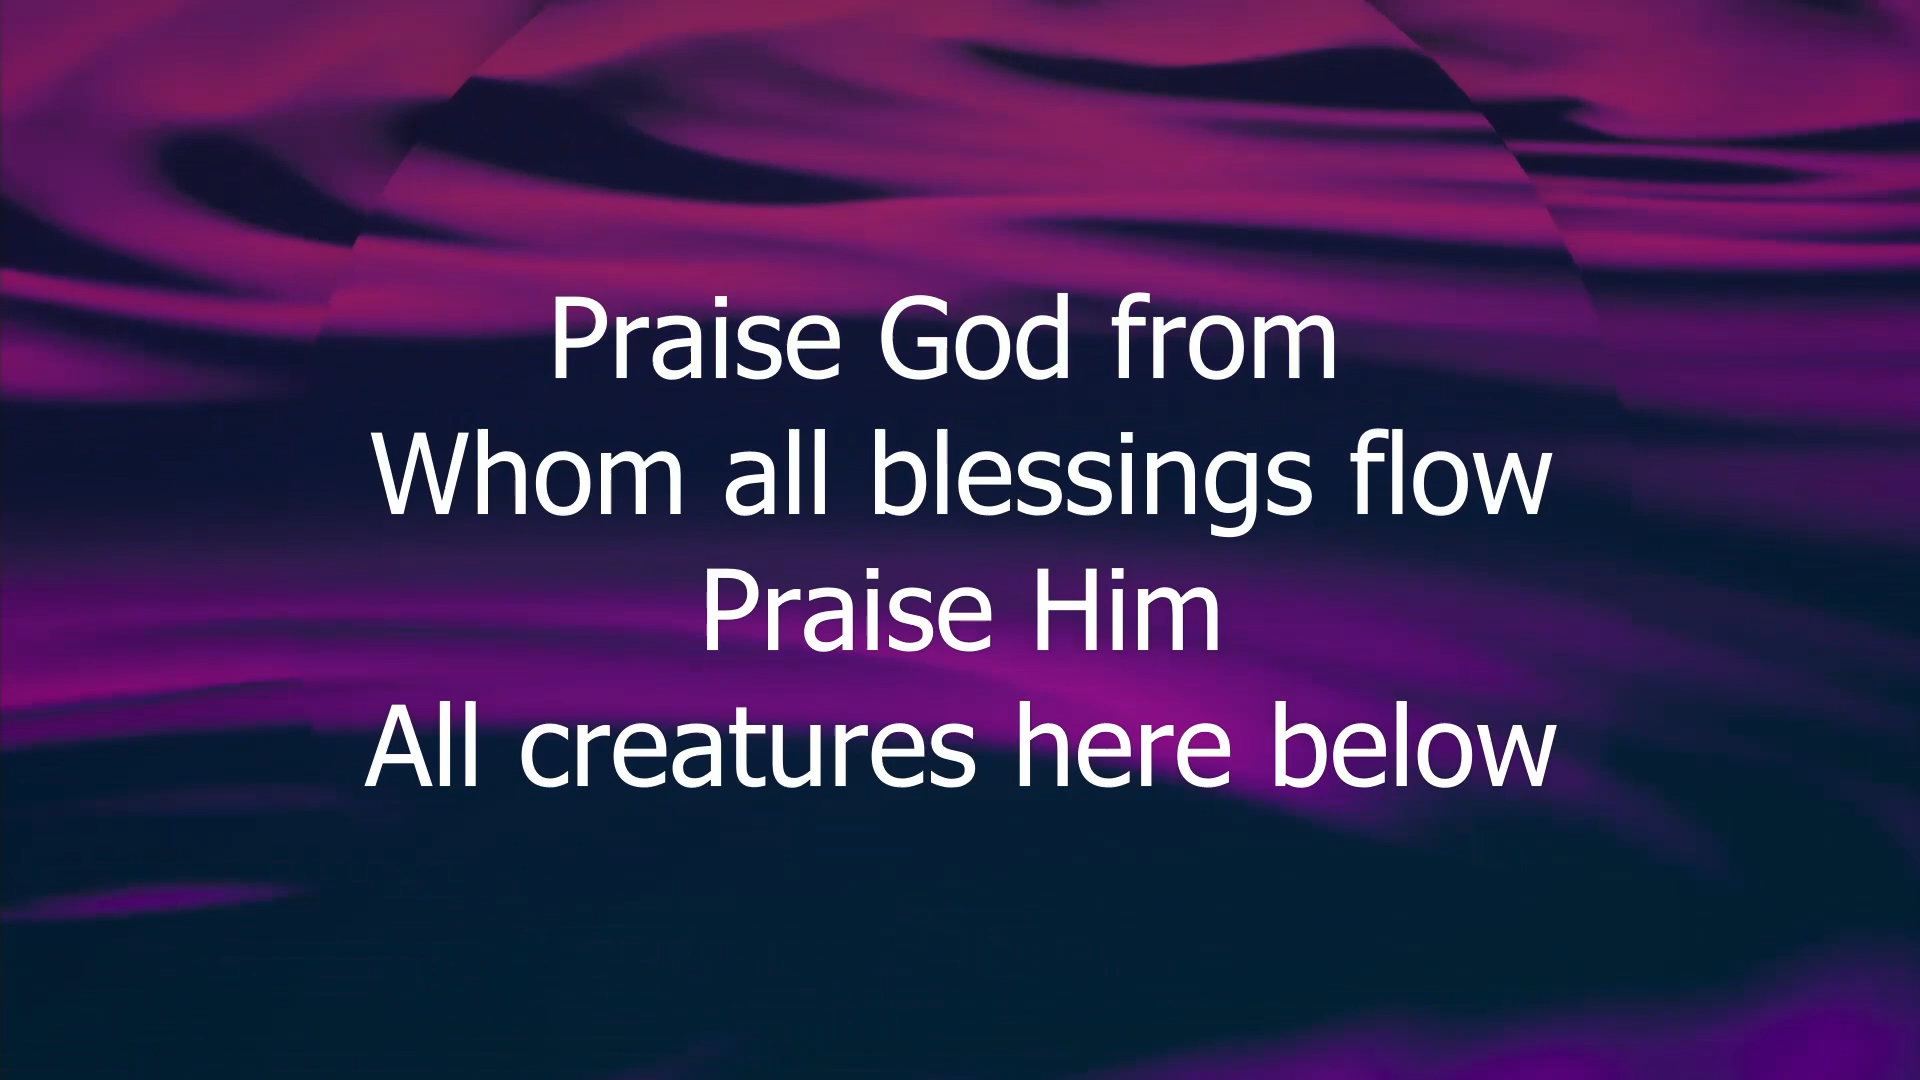 Praise God from
Whom all blessings flow
Praise Him
All creatures here below